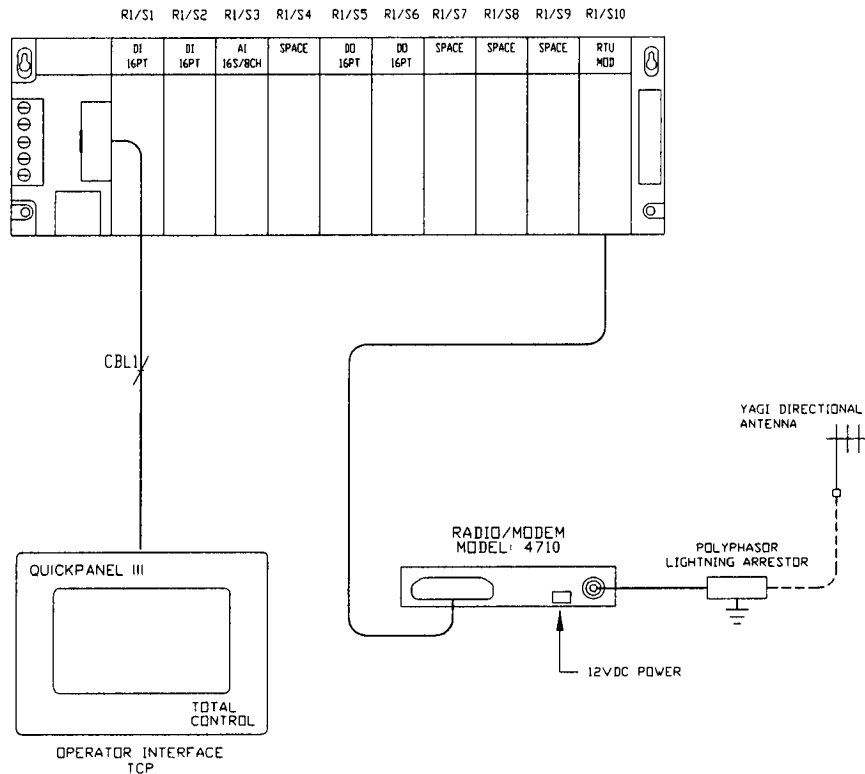 R1/S1 R1/S2 R1/S3 R1/S4 R1/S5 R1/S6 R1/S7 R1/S8 R1/S9 R1/S10
DI DI AI SPACE DO DO SPACE SPACE SPACE RTU
16PT 16PT 16S/8CH 16PT 16PT MOD
CBL1
YAGI DIRECTIONAL
ANTENNA
RADIO/MODEM
MODEL: 4710
POLYPHASOR
LIGHTNING ARRESTOR
12VDC POWER
QUICKPANEL III
TOTAL
CONTROL
OPERATOR INTERFACE
TCP